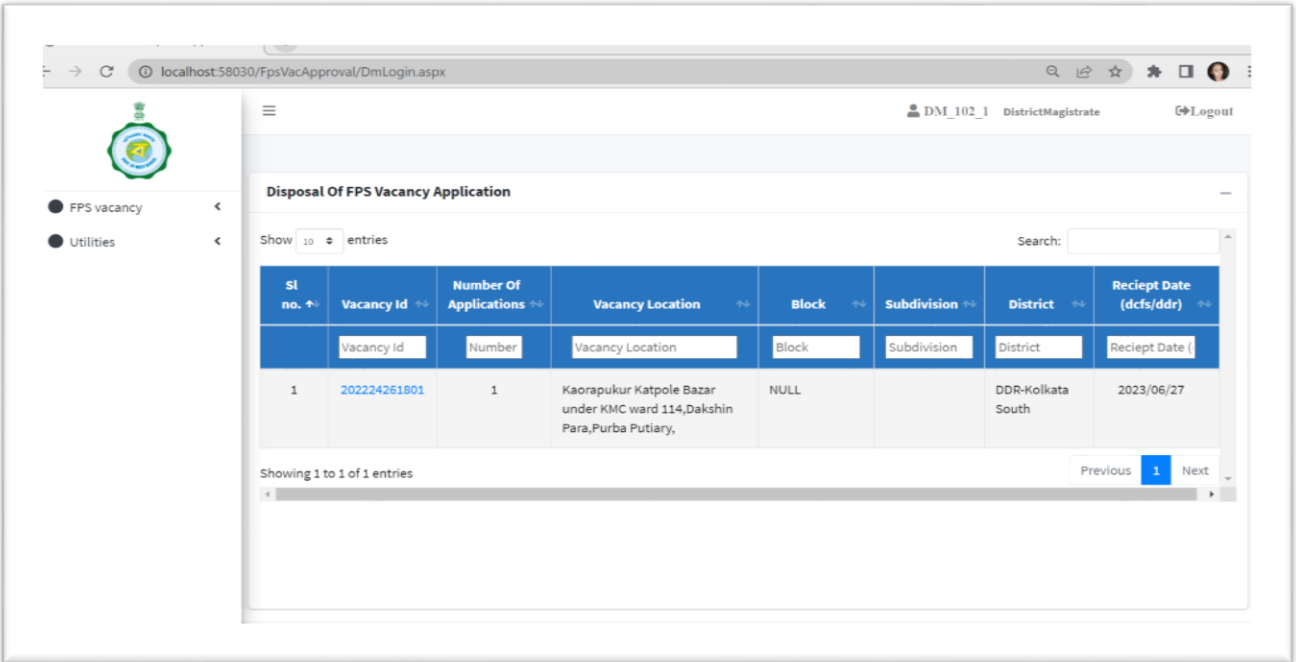 localhost:58030/FpsVacApproval/DmLogin.aspx
DM_102_1 DistrictMagistrate Logout
FPS vacancy
Utilities
Disposal Of FPS Vacancy Application
Show 10 entries Search:
Sl no. Vacancy Id Number Of Applications Vacancy Location Block Subdivision District Reciept Date (dcfs/ddr)
Vacancy Id Number Vacancy Location Block Subdivision District Reciept Date (
1 202224261801 1 Kaorapukur Katpole Bazar NULL DDR-Kolkata 2023/06/27
under KMC ward 114,Dakshin South
Para,Purba Putiary,
Showing 1 to 1 of 1 entries Previous 1 Next